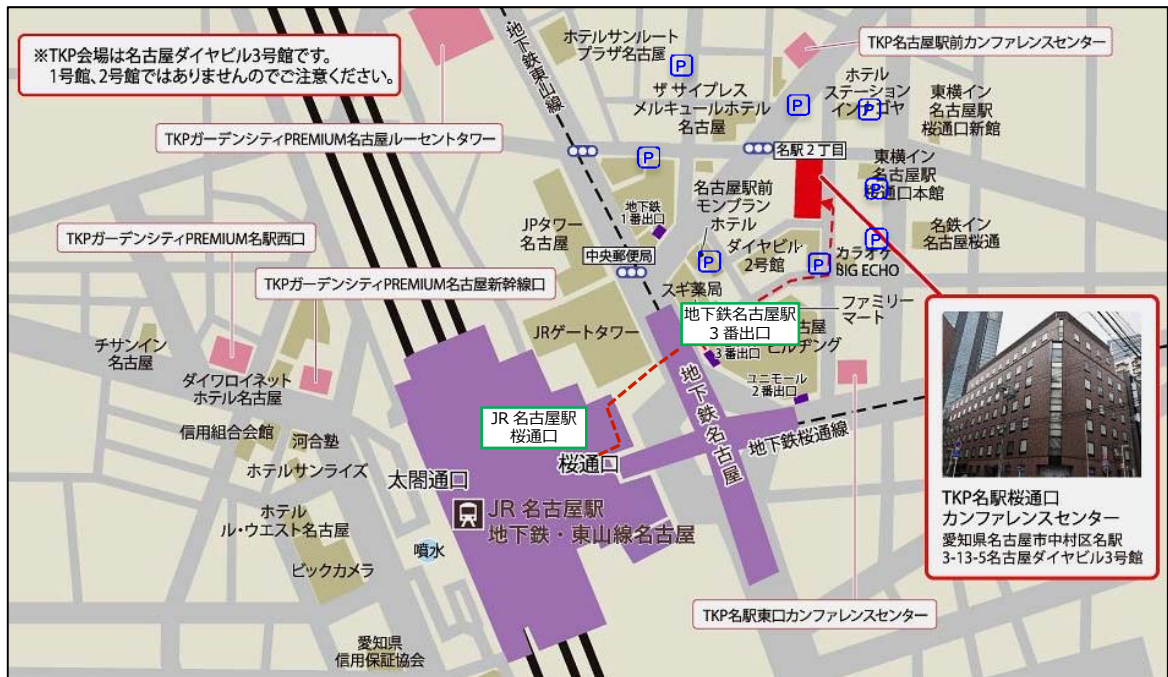 ※TKP会場は名古屋ダイヤビル3号館です。
1号館、2号館ではありませんのでご注意ください。
地下鉄東山線
ホテルサンルート
プラザ名古屋
P
TKP名古屋駅前カンファレンスセンター
ザ サイプレス
メルキュールホテル
名古屋
P
ホテル
ステーション
イン
ゴヤ
P
東横イン
名古屋駅
桜通口新館
TKPガーデンシティPREMIUM名古屋ルーセントタワー
名駅2丁目
P
東横イン
名古屋駅
桜通口本館
P
名古屋駅前
モンブラン
ホテル
地下鉄
1番出口
JPタワー
名古屋
名鉄イン
名古屋桜通
TKPガーデンシティPREMIUM名駅西口
中央郵便局
ダイヤビル
2号館
P
P
カラオケ
BIG ECHO
P
TKPガーデンシティPREMIUM名古屋新幹線口
スギ薬局
地下鉄名古屋駅
3番出口
ファミリー
マート
JRゲートタワー
古屋
ビルヂング
3番出口
チサンイン
名古屋
ダイワロイネット
ホテル名古屋
ユニモール
2番出口
地下鉄名古屋
JR 名古屋駅
桜通口
地下鉄桜通線
信用組合会館
河合塾
桜通口
ホテルサンライズ
太閤通口
JR 名古屋駅
地下鉄・東山線名古屋
ホテル
ル・ウエスト名古屋
噴水
ビックカメラ
TKP名駅桜通口
カンファレンスセンター
愛知県名古屋市中村区名駅
3-13-5名古屋ダイヤビル3号館
TKP名駅東口カンファレンスセンター
愛知県
信用保証協会